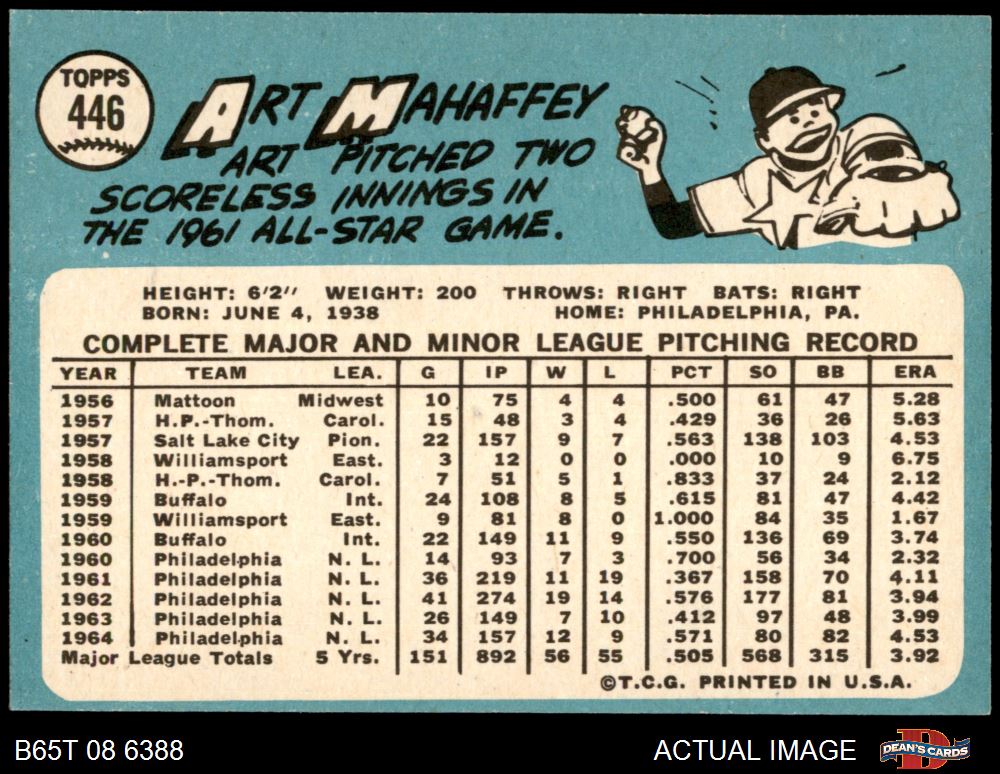 TOPPS
446
ART MAHAFFEY
ART PITCHED TWO
SCORELESS INNINGS IN
THE 1961 ALL-STAR GAME.
HEIGHT: 6'2" WEIGHT: 200 THROWS: RIGHT BATS: RIGHT
BORN: JUNE 4, 1938 HOME: PHILADELPHIA, PA.
COMPLETE MAJOR AND MINOR LEAGUE PITCHING RECORD
YEAR TEAM LEA. G IP W L PCT SO BB ERA
1956 Mattoon Midwest 10 75 4 4 .500 61 47 5.28
1957 H.P.-Thom. Carol. 15 48 3 4 .429 36 26 5.63
1957 Salt Lake City Pion. 22 157 9 7 .563 138 103 4.53
1958 Williamsport East. 3 12 0 0 .000 10 9 6.75
1958 H.-P.-Thom. Carol. 7 51 5 1 .833 37 24 2.12
1959 Buffalo Int. 24 108 8 5 .615 81 47 4.42
1959 Williamsport East. 9 81 8 0 1.000 84 35 1.67
1960 Buffalo Int. 22 149 11 9 .550 136 69 3.74
1960 Philadelphia N. L. 14 93 7 3 .700 56 34 2.32
1961 Philadelphia N. L. 36 219 11 19 .367 158 70 4.11
1962 Philadelphia N. L. 41 274 19 14 .576 177 81 3.94
1963 Philadelphia N. L. 26 149 7 10 .412 97 48 3.99
1964 Philadelphia N. L. 34 157 12 9 .571 80 82 4.53
Major League Totals 5 Yrs. 151 892 56 55 .505 568 315 3.92
©T.C.G. PRINTED IN U.S.A.
B65T 08 6388 ACTUAL IMAGE DEAN'S CARDS